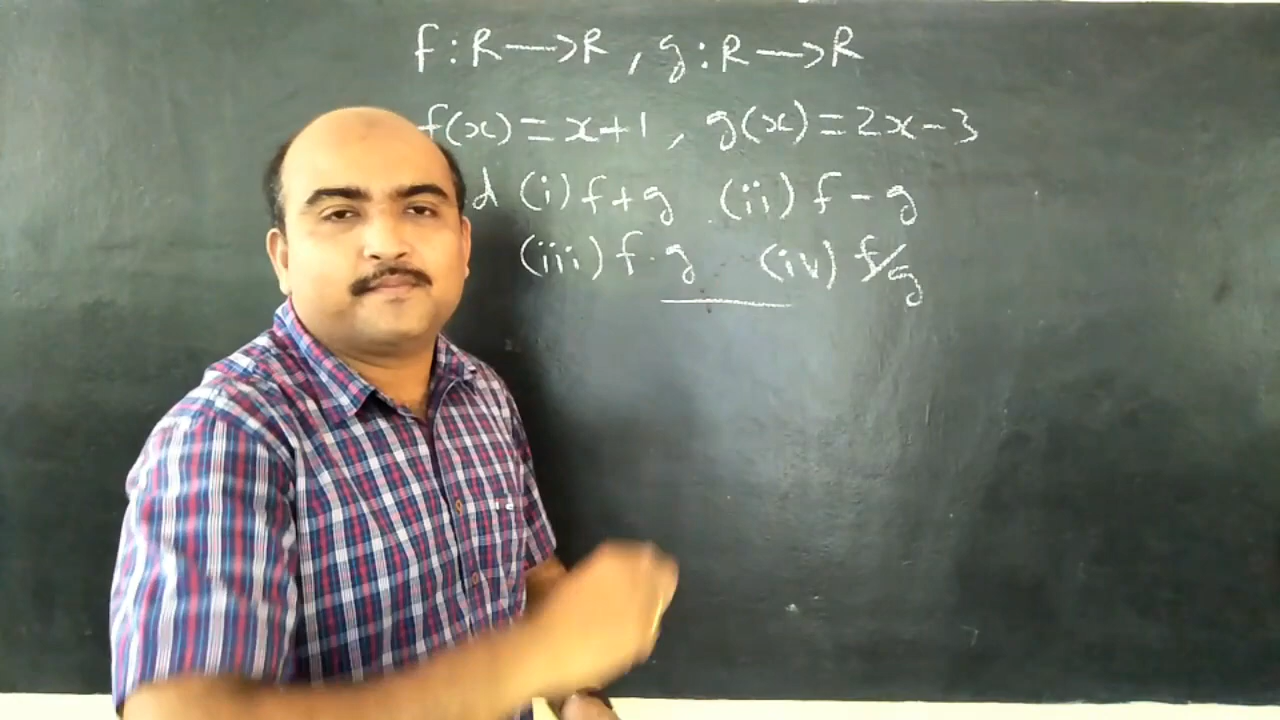 f : R → R , g : R → R
f(x) = x+1 , g(x) = 2x-3
d (i) f+g (ii) f-g
(iii) f·g (iv) f/g